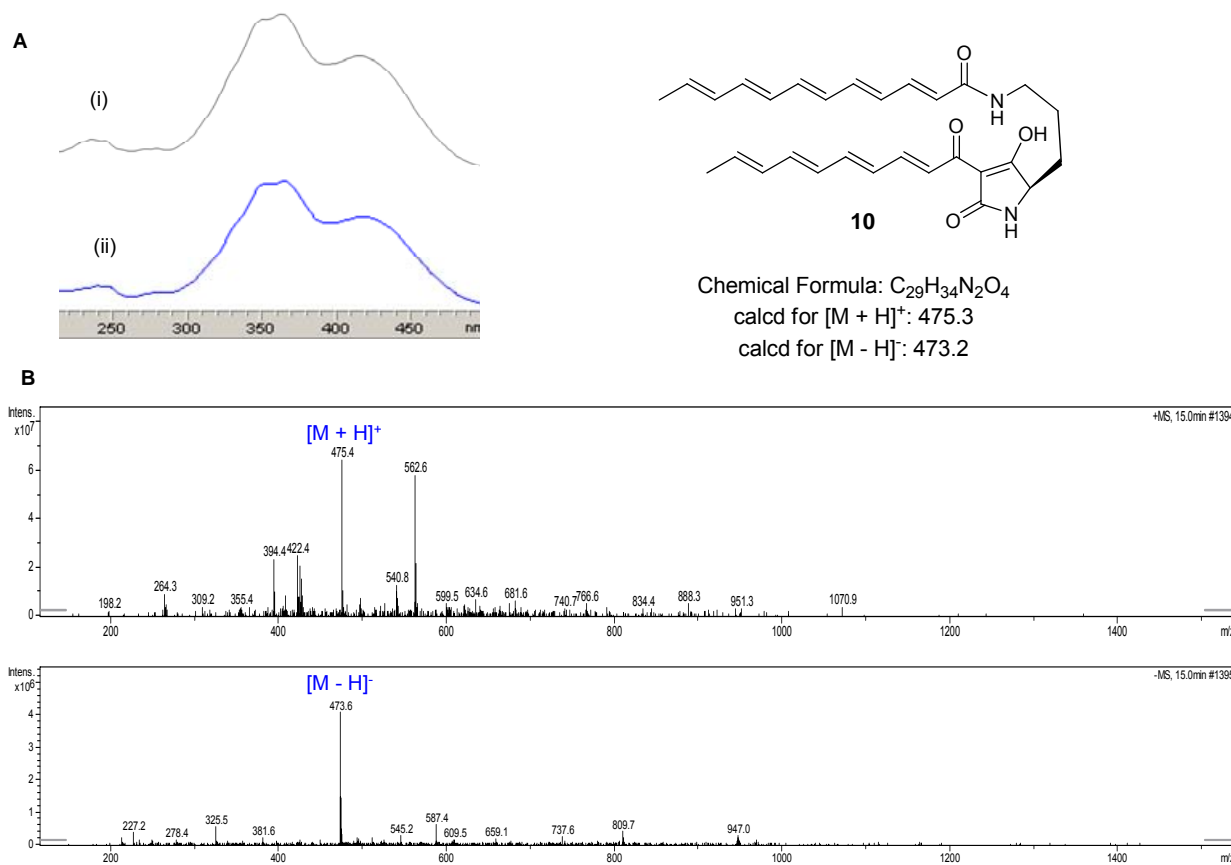 A
(i)
(ii)
250 300 350 400 450 nm
O
N
H
O
OH
O
N
H
10
Chemical Formula: C29H34N2O4
calcd for [M + H]+: 475.3
calcd for [M - H]-: 473.2
B
Intens.
x10^7
+MS, 15.0min #1394
[M + H]+
475.4
562.6
6
4
394.4 422.4
2
264.3
540.8
198.2 309.2 355.4 599.5 634.6 681.6 740.7 766.6 834.4 888.3 951.3 1070.9
0
200 400 600 800 1000 1200 1400 m/
Intens.
x10^6
-MS, 15.0min #1395
[M - H]-
473.6
4
3
2
1
227.2 278.4 325.5 381.6 545.2 587.4 609.5 659.1 737.6 809.7 947.0
0
200 400 600 800 1000 1200 1400 m/